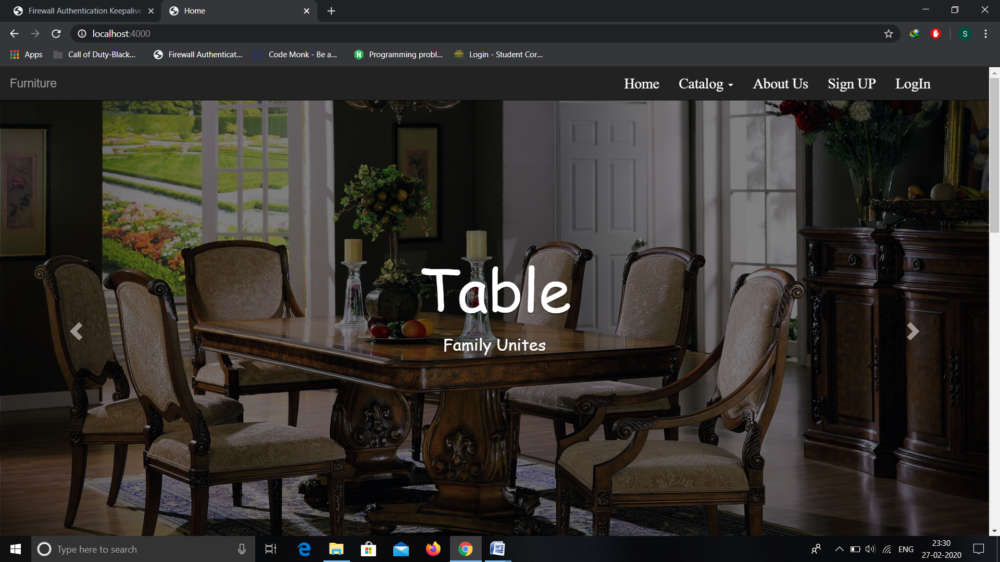 Firewall Authentication Keepalive
Home
localhost:4000
S
Apps
Call of Duty-Black...
Firewall Authenticat...
Code Monk - Be a...
Programming probl...
Login - Student Cor...
Furniture
Home
Catalog
About Us
Sign UP
LogIn
Table
Family Unites
Type here to search
ENG
23:30
27-02-2020